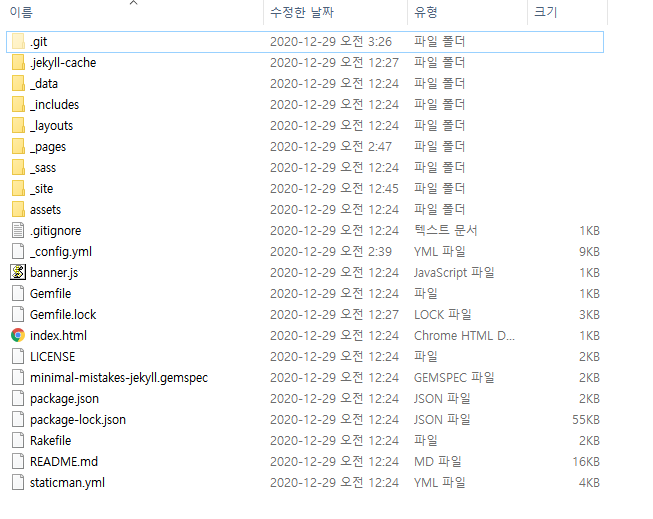 이름 수정한 날짜 유형 크기
.git 2020-12-29 오전 3:26 파일 폴더
.jekyll-cache 2020-12-29 오전 12:27 파일 폴더
_data 2020-12-29 오전 12:24 파일 폴더
_includes 2020-12-29 오전 12:24 파일 폴더
_layouts 2020-12-29 오전 12:24 파일 폴더
_pages 2020-12-29 오전 2:47 파일 폴더
_sass 2020-12-29 오전 12:24 파일 폴더
_site 2020-12-29 오전 12:45 파일 폴더
assets 2020-12-29 오전 12:24 파일 폴더
.gitignore 2020-12-29 오전 12:24 텍스트 문서 1KB
_config.yml 2020-12-29 오전 2:39 YML 파일 9KB
banner.js 2020-12-29 오전 12:24 JavaScript 파일 1KB
Gemfile 2020-12-29 오전 12:24 파일 1KB
Gemfile.lock 2020-12-29 오전 12:27 LOCK 파일 3KB
index.html 2020-12-29 오전 12:24 Chrome HTML D... 1KB
LICENSE 2020-12-29 오전 12:24 파일 2KB
minimal-mistakes-jekyll.gemspec 2020-12-29 오전 12:24 GEMSPEC 파일 2KB
package.json 2020-12-29 오전 12:24 JSON 파일 2KB
package-lock.json 2020-12-29 오전 12:24 JSON 파일 55KB
Rakefile 2020-12-29 오전 12:24 파일 2KB
README.md 2020-12-29 오전 12:24 MD 파일 16KB
staticman.yml 2020-12-29 오전 12:24 YML 파일 4KB